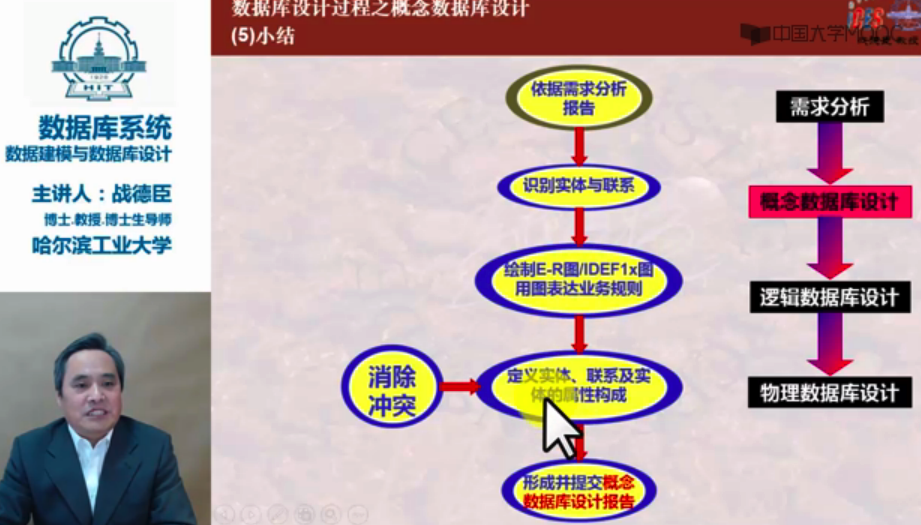 数据库设计过程之概念数据库设计
(5)小结
中国大学MOOC
HIT
数据库系统
数据建模与数据库设计
主讲人：战德臣
博士.教授.博士生导师
哈尔滨工业大学
依据需求分析
报告
识别实体与联系
绘制E-R图/IDEF1x图
用图表达业务规则
消除
冲突
定义实体、联系及实
体的属性构成
形成并提交概念
数据库设计报告
需求分析
概念数据库设计
逻辑数据库设计
物理数据库设计